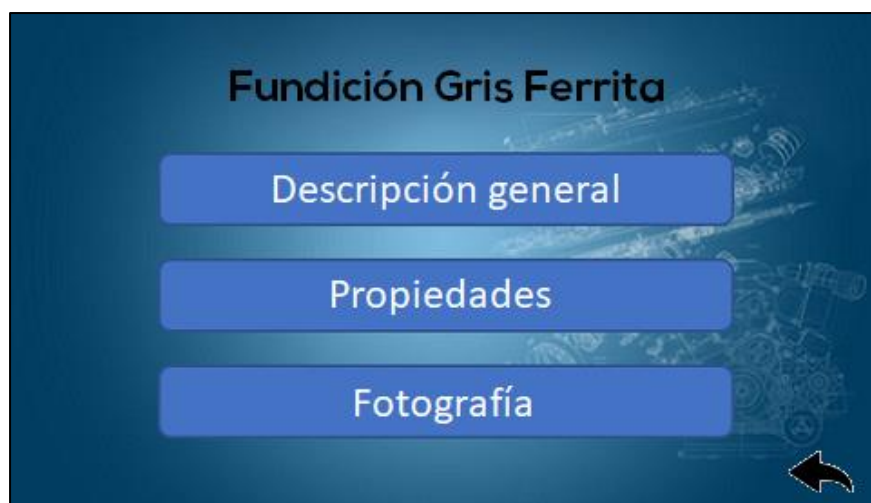 Fundición Gris Ferrita
Descripción general
Propiedades
Fotografía